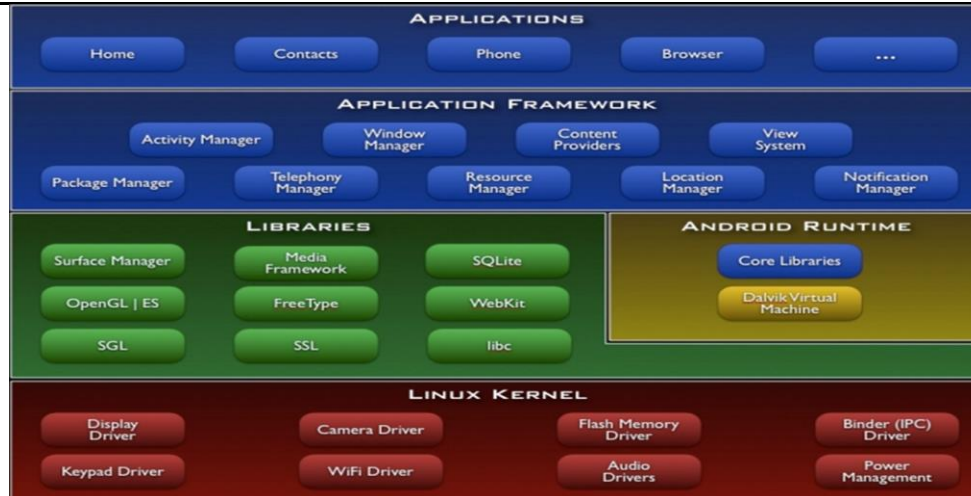 APPLICATIONS
Home
Contacts
Phone
Browser
...
APPLICATION FRAMEWORK
Activity Manager
Window
Manager
Content
Providers
View
System
Package Manager
Telephony
Manager
Resource
Manager
Location
Manager
Notification
Manager
LIBRARIES
Surface Manager
Media
Framework
SQLite
OpenGL | ES
FreeType
WebKit
SGL
SSL
libc
ANDROID RUNTIME
Core Libraries
Dalvik Virtual
Machine
LINUX KERNEL
Display
Driver
Camera Driver
Flash Memory
Driver
Binder (IPC)
Driver
Keypad Driver
WiFi Driver
Audio
Drivers
Power
Management